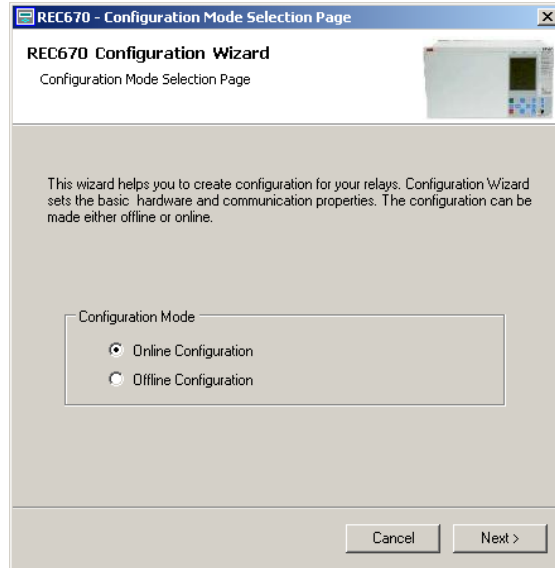 REC670 - Configuration Mode Selection Page
REC670 Configuration Wizard
Configuration Mode Selection Page
This wizard helps you to create configuration for your relays. Configuration Wizard
sets the basic hardware and communication properties. The configuration can be
made either offline or online.
Configuration Mode
Online Configuration
Offline Configuration
Cancel
Next >